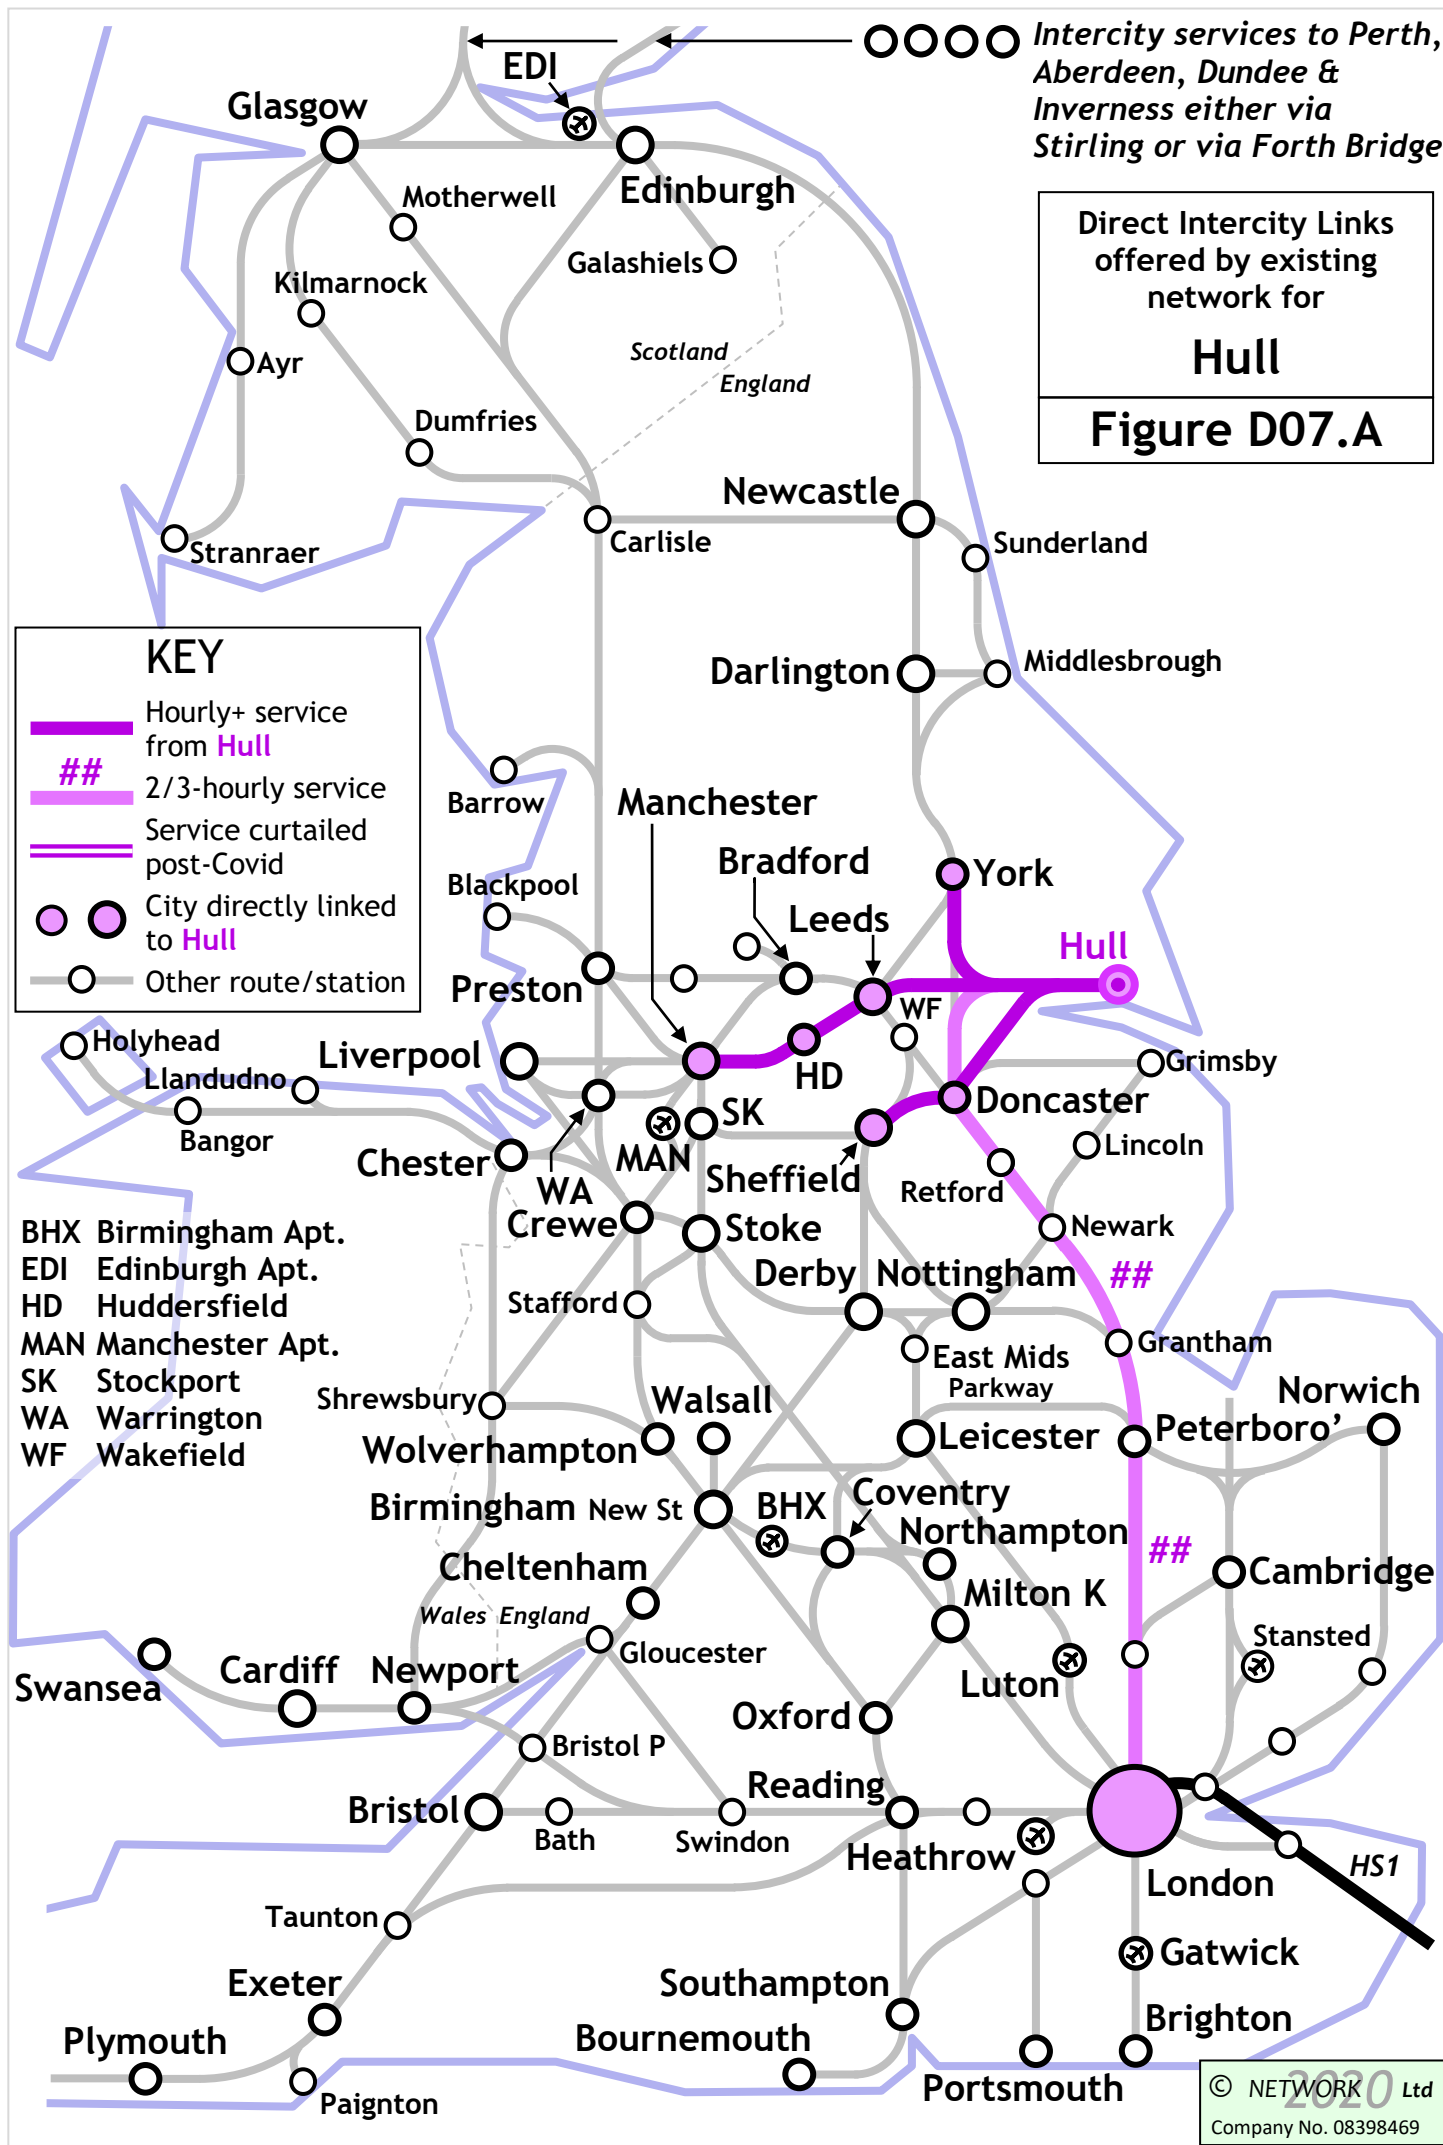 Intercity services to Perth,
Aberdeen, Dundee &
Inverness either via
Stirling or via Forth Bridge
EDI
Glasgow
Edinburgh
Motherwell
Galashiels
Kilmarnock
Ayr
Scotland
England
Dumfries
Direct Intercity Links
offered by existing
network for
Hull
Figure D07.A
Newcastle
Carlisle
Sunderland
Stranraer
Darlington
Middlesbrough
KEY
Hourly+ service
from Hull
##
2/3-hourly service
Service curtailed
post-Covid
City directly linked
to Hull
Other route/station
Barrow
Manchester
Bradford
York
Blackpool
Leeds
Hull
Preston
WF
Holyhead
Liverpool
Llandudno
HD
Grimsby
Bangor
SK
Doncaster
Chester
MAN
Lincoln
Sheffield
WA
Retford
Crewe
Stoke
Newark
BHX Birmingham Apt.
EDI Edinburgh Apt.
HD Huddersfield
MAN Manchester Apt.
SK Stockport
WA Warrington
WF Wakefield
Derby
Nottingham
##
Stafford
Grantham
East Mids
Parkway
Shrewsbury
Walsall
Norwich
Wolverhampton
Leicester
Peterboro’
Birmingham New St
BHX
Coventry
Northampton
##
Cheltenham
Cambridge
Milton K
Wales England
Gloucester
Stansted
Swansea
Cardiff
Newport
Luton
Oxford
Bristol P
Reading
Bristol
Bath
Swindon
Heathrow
HS1
London
Taunton
Gatwick
Exeter
Southampton
Brighton
Plymouth
Bournemouth
Portsmouth
Paignton
© NETWORK 2020 Ltd
Company No. 08398469